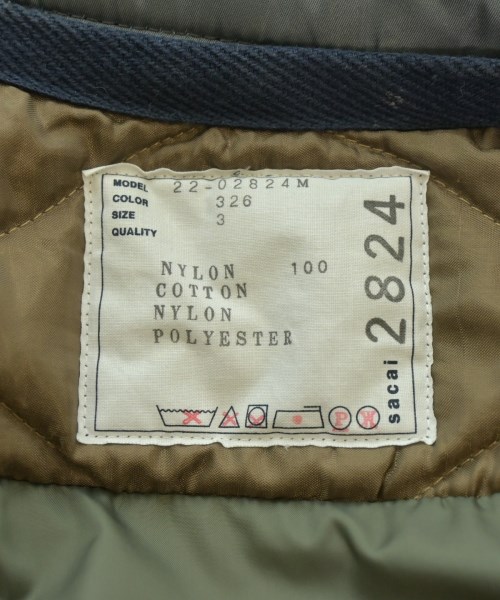 MODEL 22-02824M
COLOR 326
SIZE 3
QUALITY
NYLON 100
COTTON
NYLON
POLYESTER
P W
sacai 2824